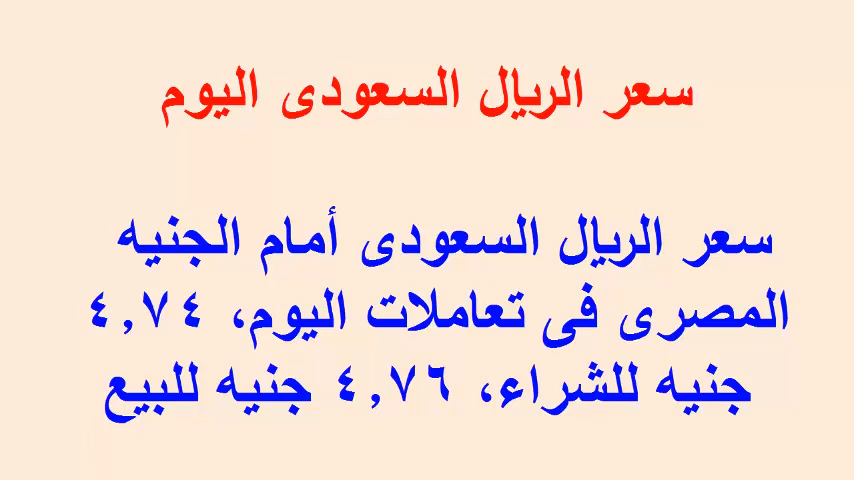 سعر الريال السعودى اليوم
سعر الريال السعودى أمام الجنيه
المصرى فى تعاملات اليوم، ٤,٧٤
جنيه للشراء، ٤,٧٦ جنيه للبيع